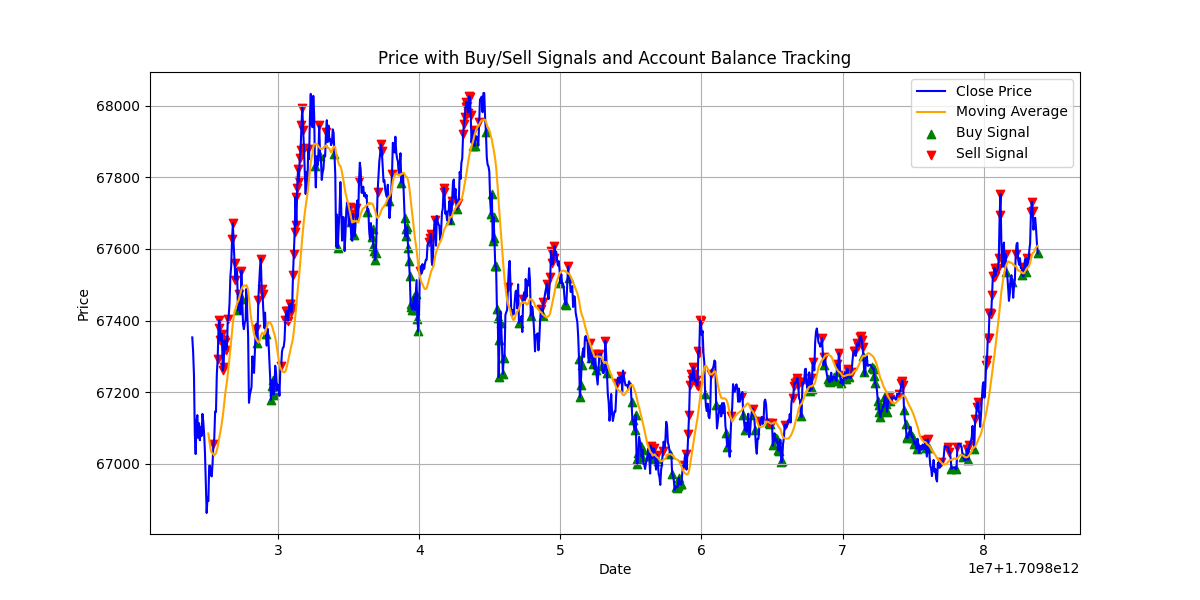 Price with Buy/Sell Signals and Account Balance Tracking
Close Price
Moving Average
Buy Signal
Sell Signal
Price
68000
67800
67600
67400
67200
67000
3 4 5 6 7 8
Date
1e7+1.7098e12